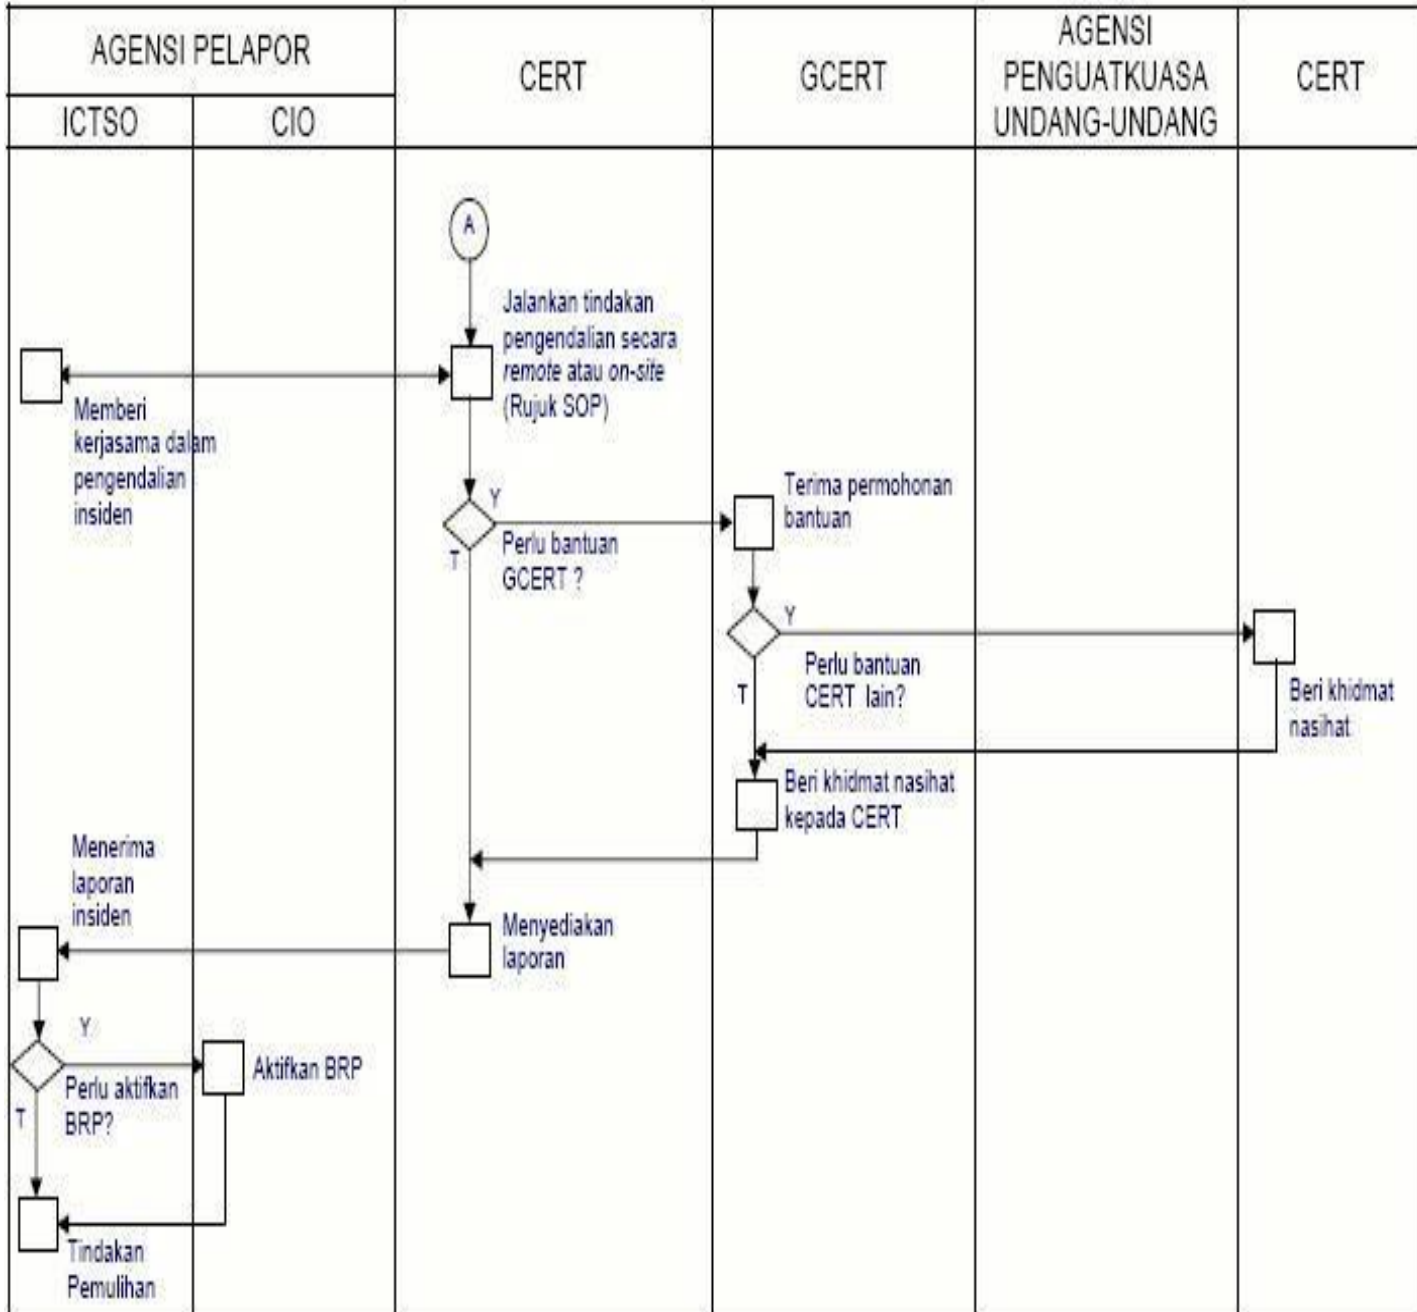 AGENSI PELAPOR
ICTSO
CIO
CERT
GCERT
AGENSI
PENGUATKUASA
UNDANG-UNDANG
CERT
A
Jalankan tindakan
pengendalian secara
remote atau on-site
(Rujuk SOP)
Memberi
kerjasama dalam
pengendalian
insiden
Y
T
Perlu bantuan
GCERT ?
Terima permohonan
bantuan
Y
T
Perlu bantuan
CERT lain?
Beri khidmat
nasihat
Beri khidmat nasihat
kepada CERT
Menerima
laporan
insiden
Menyediakan
laporan
Y
T
Perlu aktifkan
BRP?
Aktifkan BRP
Tindakan
Pemulihan